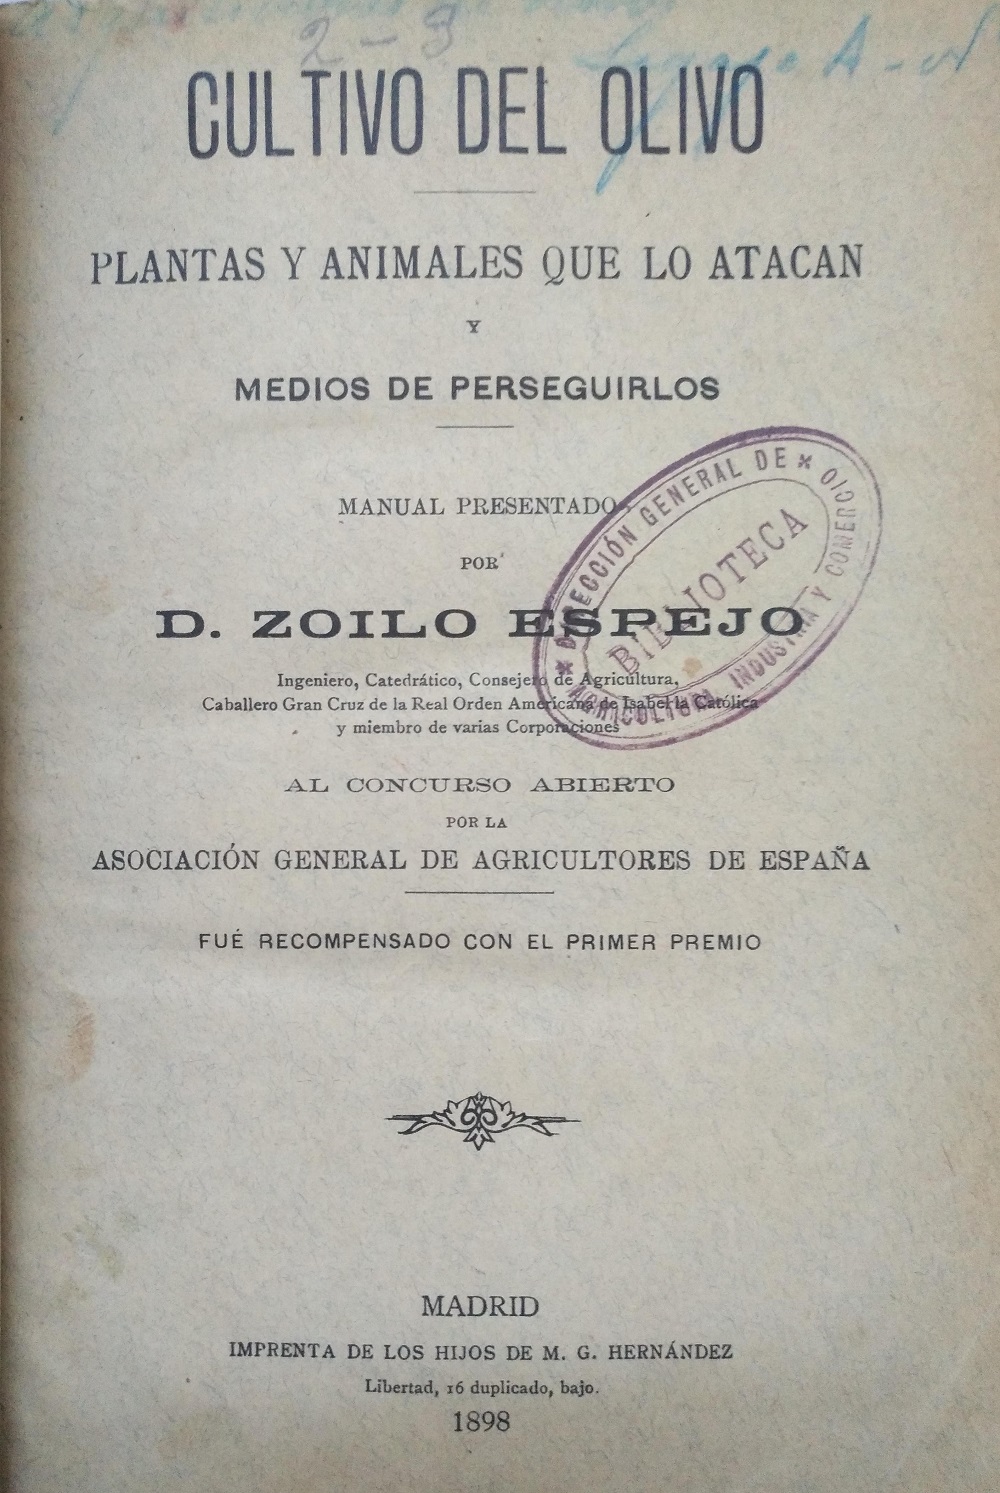 2-3
CULTIVO DEL OLIVO
PLANTAS Y ANIMALES QUE LO ATACAN
Y
MEDIOS DE PERSEGUIRLOS
MANUAL PRESENTADO
POR
D. ZOILO ESPEJO
Ingeniero, Catedrático, Consejero de Agricultura,
Caballero Gran Cruz de la Real Orden Americana de Isabel la Católica
y miembro de varias Corporaciones
DIRECCIÓN GENERAL DE
AGRICULTURA, INDUSTRIA Y COMERCIO
BIBLIOTECA
AL CONCURSO ABIERTO
POR LA
ASOCIACIÓN GENERAL DE AGRICULTORES DE ESPAÑA
FUÉ RECOMPENSADO CON EL PRIMER PREMIO
MADRID
IMPRENTA DE LOS HIJOS DE M. G. HERNÁNDEZ
Libertad, 16 duplicado, bajo.
1898